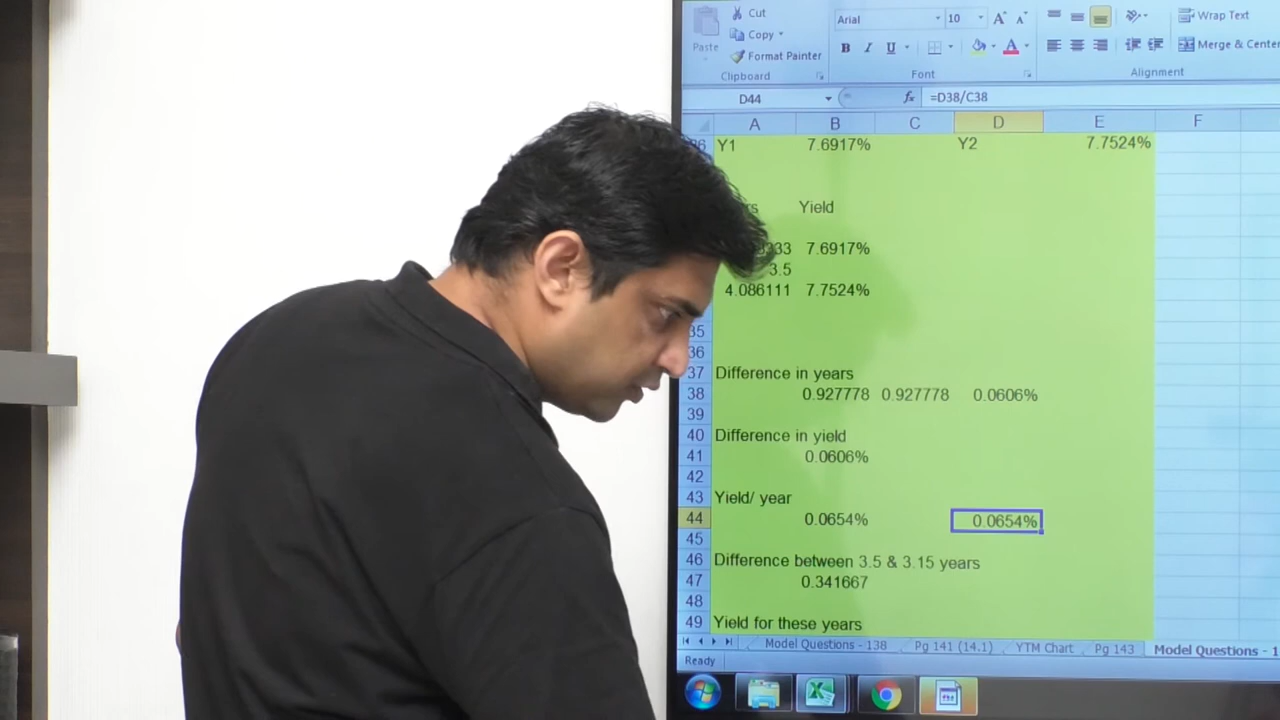 Cut
Copy
Format Painter
Paste
Clipboard
Arial 10
B I U A
Font
Wrap Text
Merge & Center
Alignment
D44 fx =D38/C38
A B C D E F
Y1 7.6917% Y2 7.7524%
Yield
7.6917%
3.5
4.086111 7.7524%
35
36
37 Difference in years
38 0.927778 0.927778 0.0606%
39
40 Difference in yield
41 0.0606%
42
43 Yield/ year
44 0.0654% 0.0654%
45
46 Difference between 3.5 & 3.15 years
47 0.341667
48
49 Yield for these years
Model Questions - 138 Pg 141 (14.1) YTM Chart Pg 143 Model Questions - 1
Ready